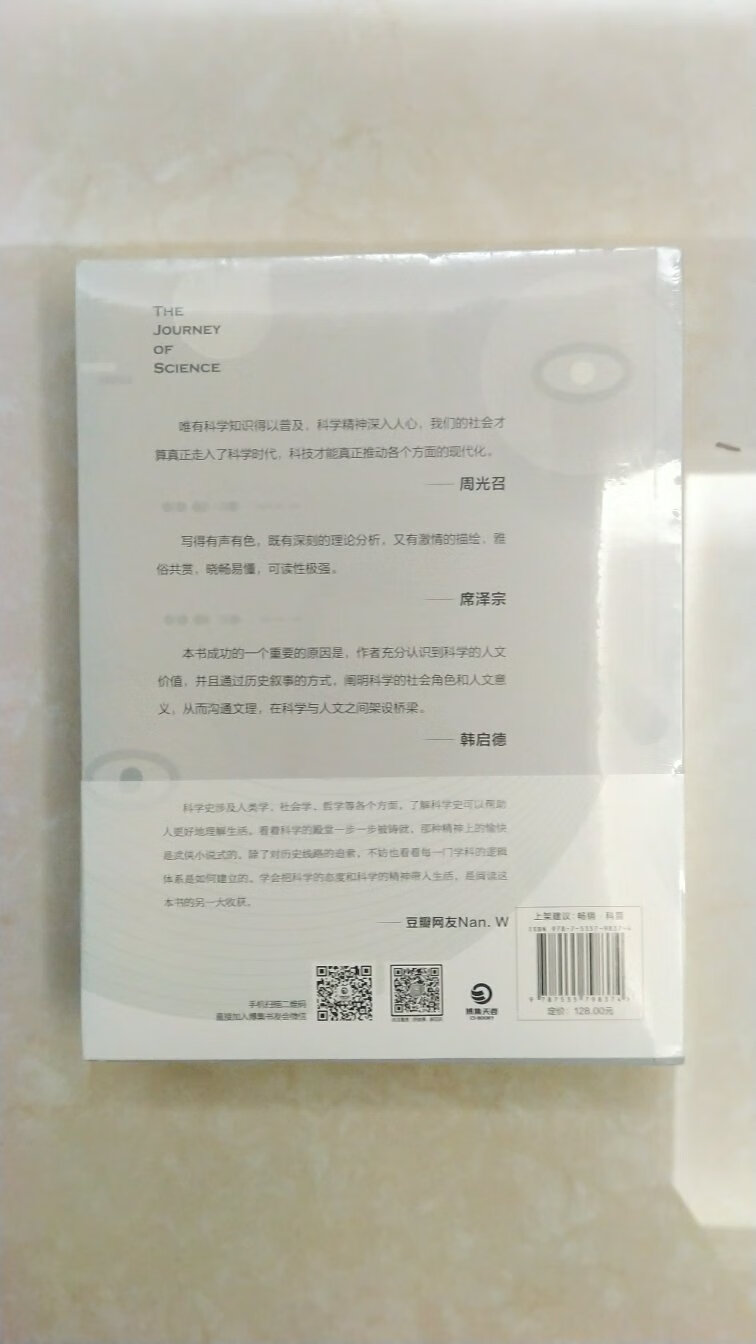 THE
JOURNEY
OF
SCIENCE
唯有科学知识得以普及，科学精神深入人心，我们的社会才
算真正走入了科学时代，科技才能真正推动各个方面的现代化。
—— 周光召
写得有声有色，既有深刻的理论分析，又有激情的描绘，雅
俗共赏，晓畅易懂，可读性极强。
—— 席泽宗
本书成功的一个重要的原因是，作者充分认识到科学的人文
价值，并且通过历史叙事的方式，阐明科学的社会角色和人文意
义，从而沟通文理，在科学与人文之间架设桥梁。
—— 韩启德
科学史涉及人类学、社会学、哲学等各个方面，了解科学史可以帮助
人更好地理解生活。看着科学的殿堂一步一步被铸就，那种精神上的愉快
是武侠小说式的。除了对历史线路的追索，不妨也看看每一门学科的逻辑
体系是如何建立的。学会把科学的态度和科学的精神带入生活，是阅读这
本书的另一大收获。
—— 豆瓣网友Nan. W
上架建议：畅销·科普
ISBN 978-7-5357-9837-4
9 787535 798374 >
定价：128.00元
手机扫描二维码
直接加入博集书友会微信
博集天卷
CS-BOOKY